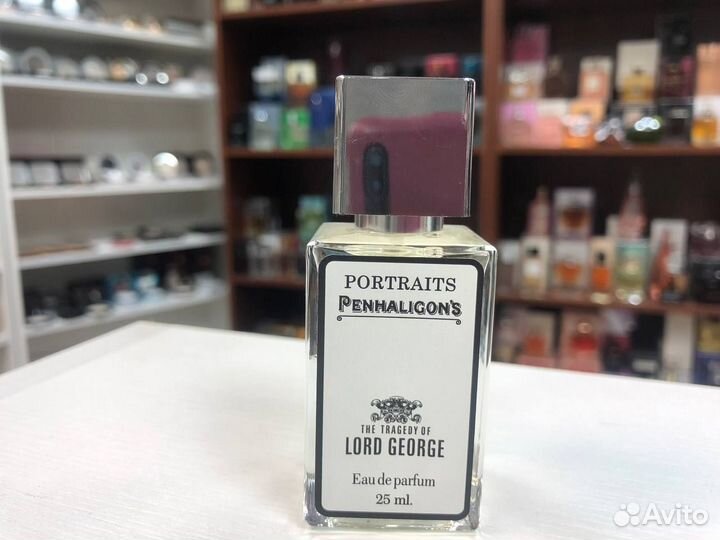 PORTRAITS
PENHALIGON'S
THE TRAGEDY OF
LORD GEORGE
Eau de parfum
25 ml.
Avito